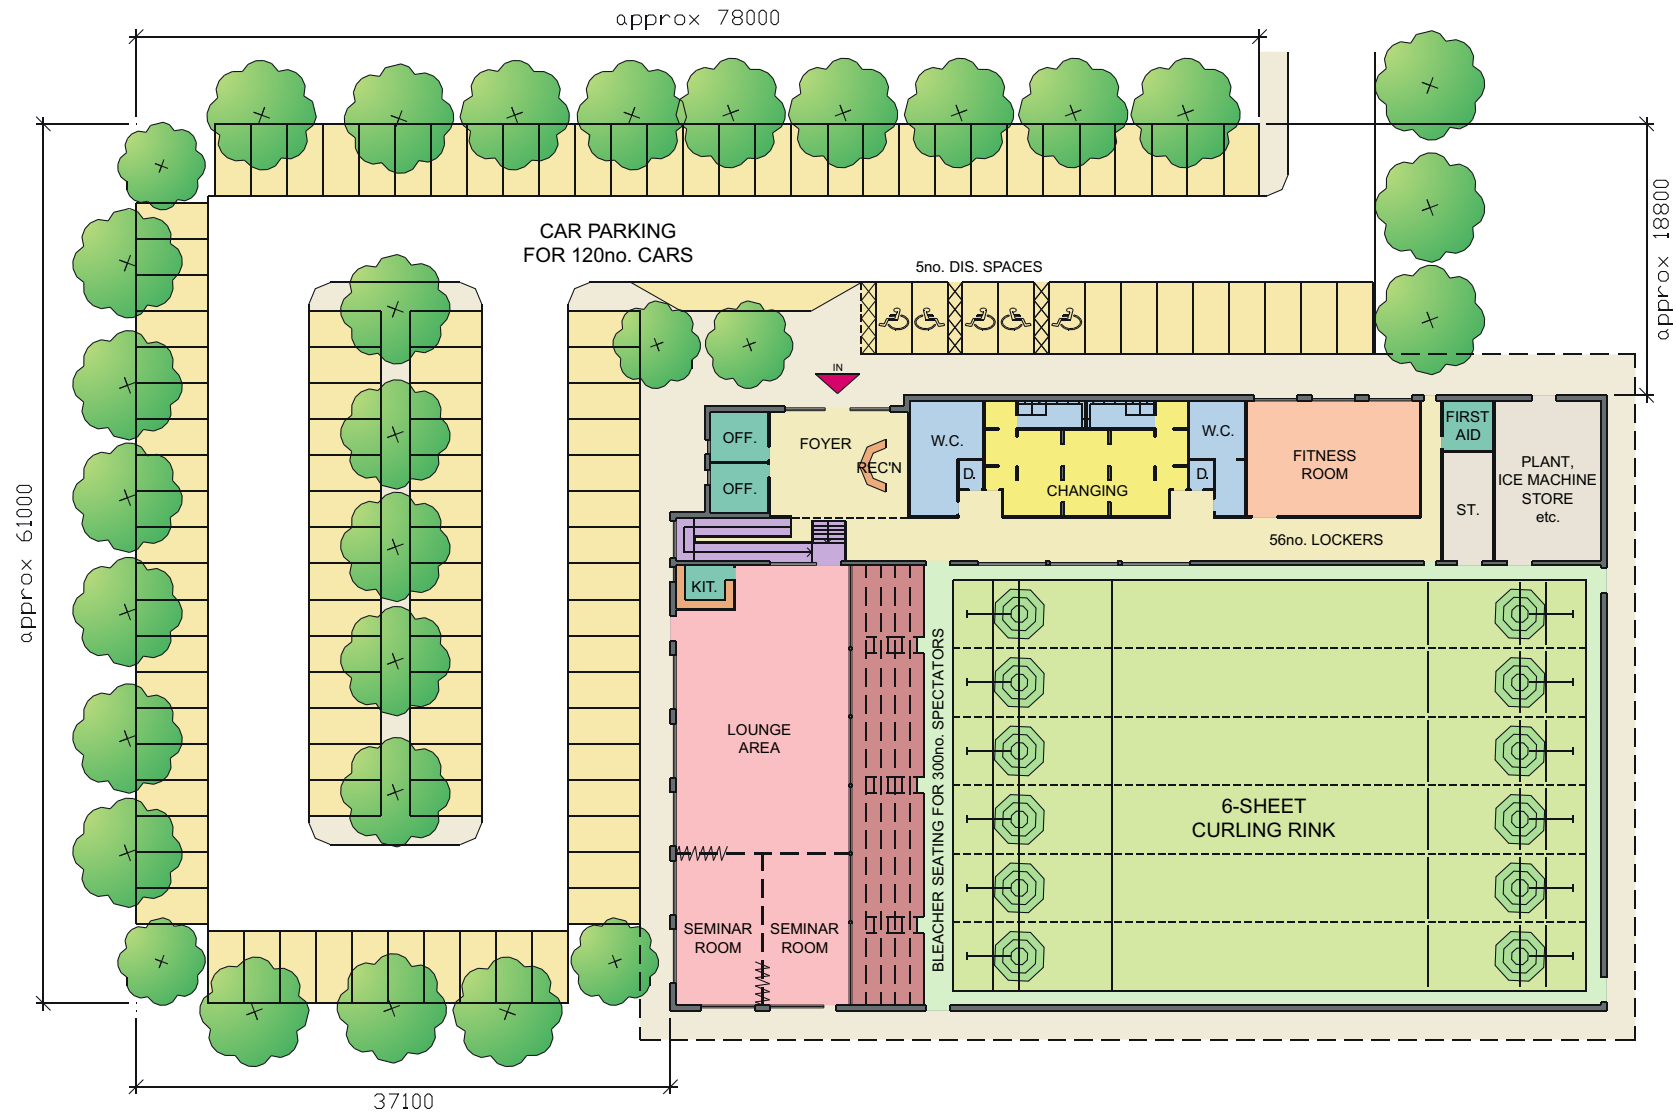 approx 78000
CAR PARKING
FOR 120no. CARS
5no. DIS. SPACES
approx 18800
IN
OFF.
FOYER
REC'N
OFF.
W.C.
D.
CHANGING
W.C.
D.
FITNESS
ROOM
FIRST
AID
ST.
PLANT,
ICE MACHINE
STORE
etc.
56no. LOCKERS
approx 61000
KIT.
LOUNGE
AREA
BLEACHER SEATING FOR 300no. SPECTATORS
6-SHEET
CURLING RINK
SEMINAR
ROOM
SEMINAR
ROOM
37100